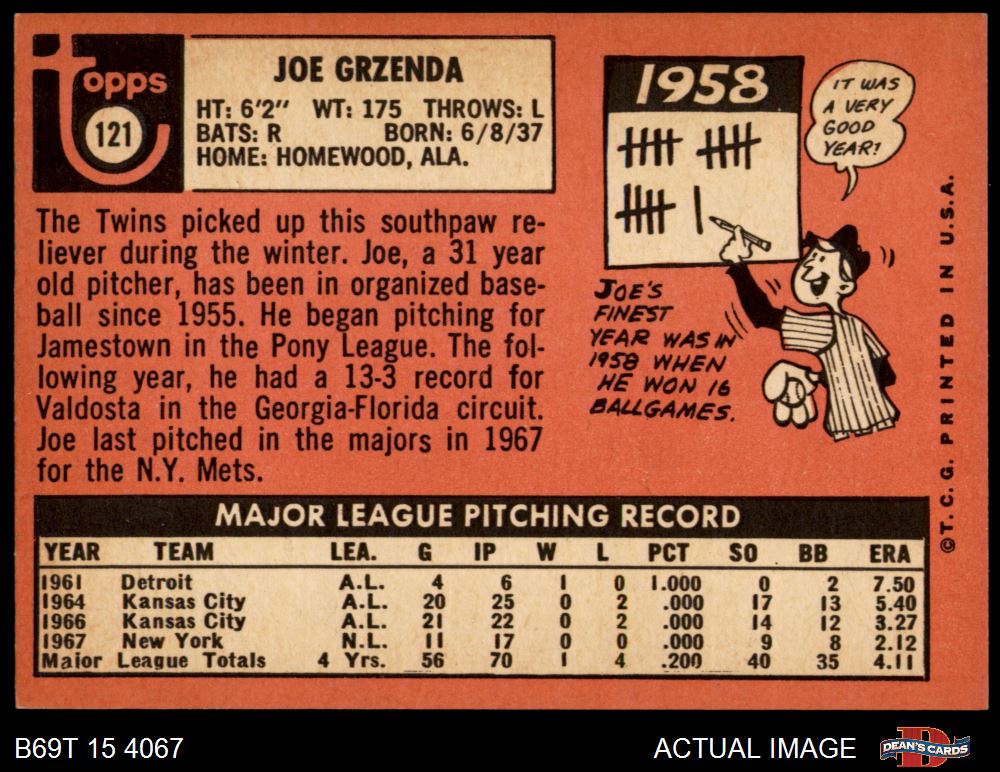 Topps
121
JOE GRZENDA
HT: 6'2" WT: 175 THROWS: L
BATS: R BORN: 6/8/37
HOME: HOMEWOOD, ALA.
The Twins picked up this southpaw re-
liever during the winter. Joe, a 31 year
old pitcher, has been in organized base-
ball since 1955. He began pitching for
Jamestown in the Pony League. The fol-
lowing year, he had a 13-3 record for
Valdosta in the Georgia-Florida circuit.
Joe last pitched in the majors in 1967
for the N.Y. Mets.
1958
IT WAS
A VERY
GOOD
YEAR!
JOE'S
FINEST
YEAR WAS IN
1958 WHEN
HE WON 16
BALLGAMES.
©T.C.G. PRINTED IN U.S.A.
MAJOR LEAGUE PITCHING RECORD
YEAR TEAM LEA. G IP W L PCT SO BB ERA
1961 Detroit A.L. 4 6 1 0 1.000 0 2 7.50
1964 Kansas City A.L. 20 25 0 2 .000 17 13 5.40
1966 Kansas City A.L. 21 22 0 2 .000 14 12 3.27
1967 New York N.L. 11 17 0 0 .000 9 8 2.12
Major League Totals 4 Yrs. 56 70 1 4 .200 40 35 4.11
B69T 15 4067
ACTUAL IMAGE
DEAN'S CARDS